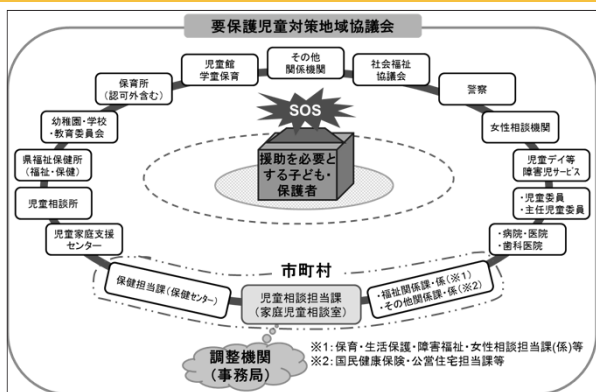 要保護児童対策地域協議会
その他
関係機関
児童館
学童保育
社会福祉
協議会
保育所
(認可外含む)
警察
幼稚園・学校
・教育委員会
女性相談機関
SOS
援助を必要と
する子ども・
保護者
県福祉保健所
(福祉・保健)
児童デイ等
障害児サービス
児童相談所
・児童委員
・主任児童委員
児童家庭支援
センター
・病院・医院
・歯科医院
市町村
保健担当課(保健センター)
児童相談担当課
(家庭児童相談室)
・福祉関係課・係(※1)
・その他関係課・係(※2)
調整機関
(事務局)
※1:保育・生活保護・障害福祉・女性相談担当課(係)等
※2:国民健康保険・公営住宅担当等